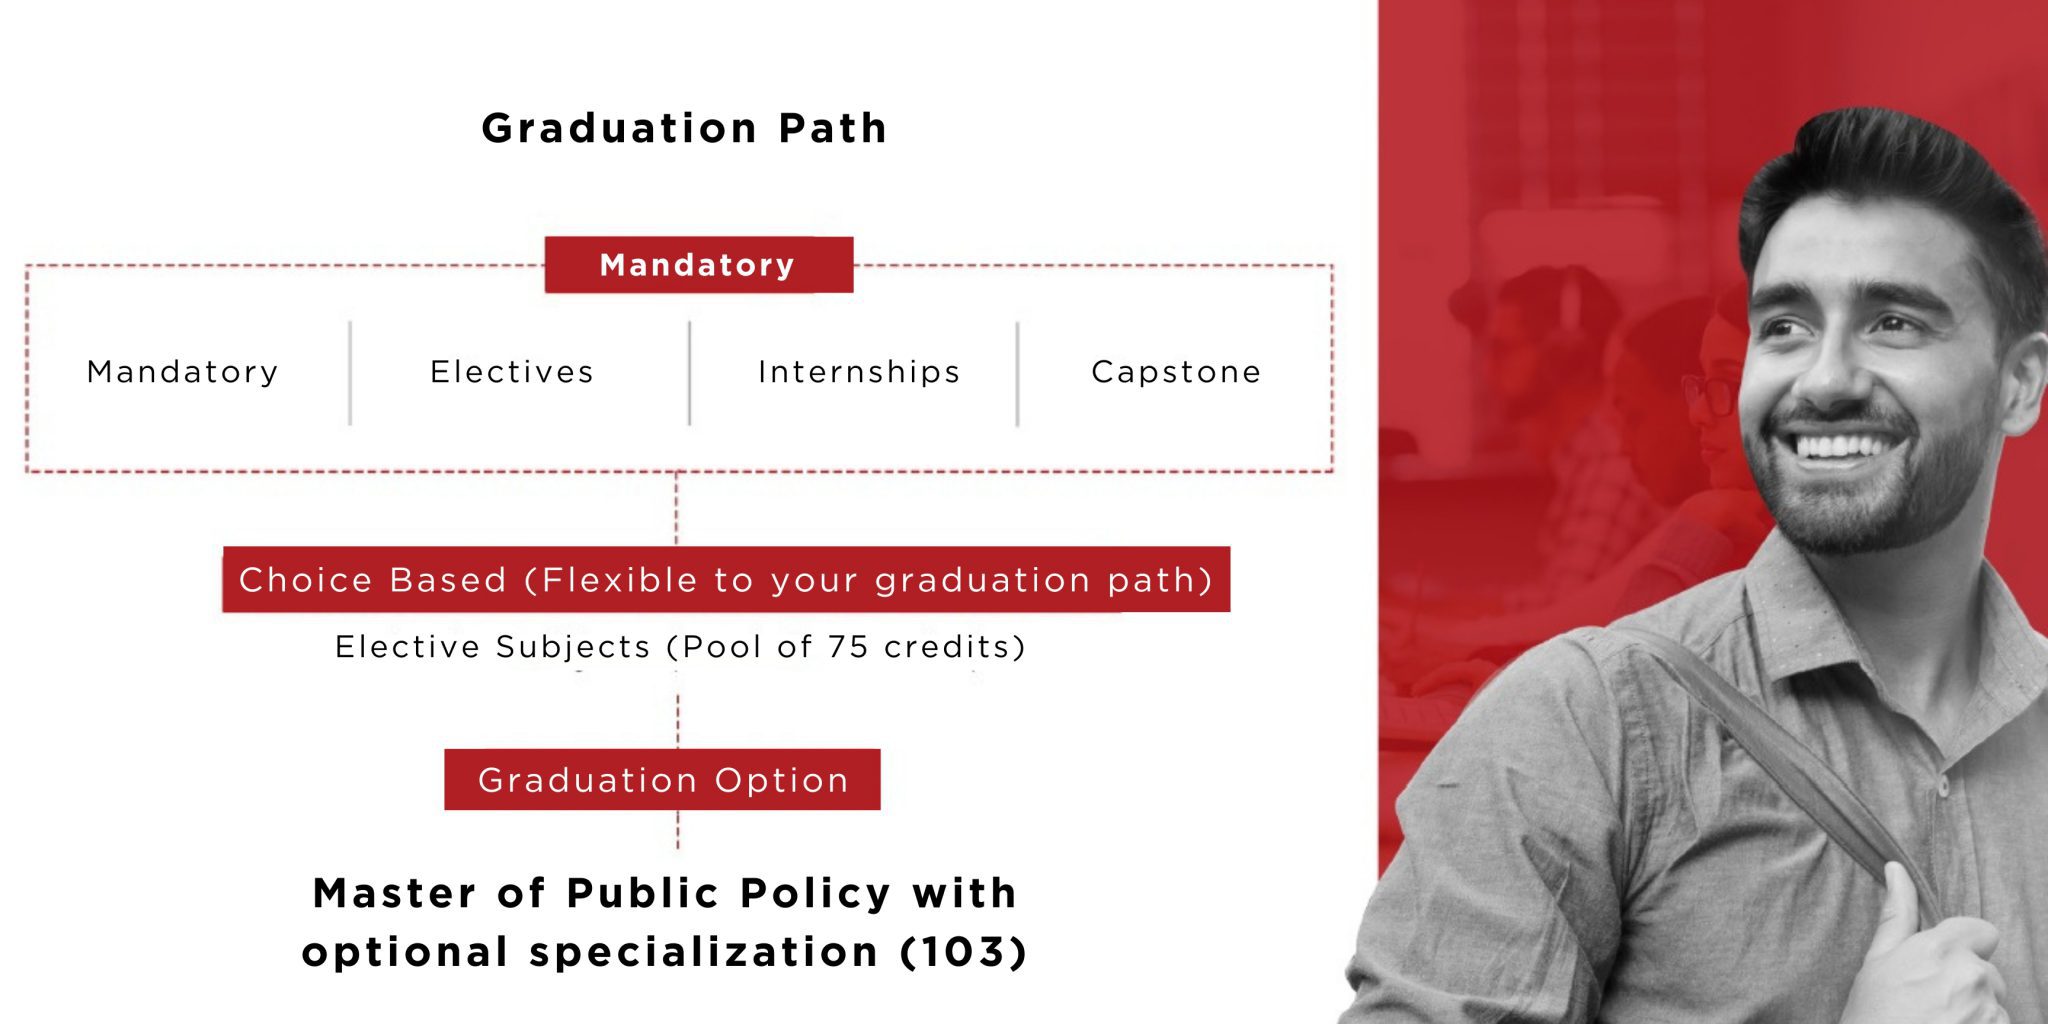 Graduation Path
Mandatory
Mandatory
Electives
Internships
Capstone
Choice Based (Flexible to your graduation path)
Elective Subjects (Pool of 75 credits)
Graduation Option
Master of Public Policy with
optional specialization (103)